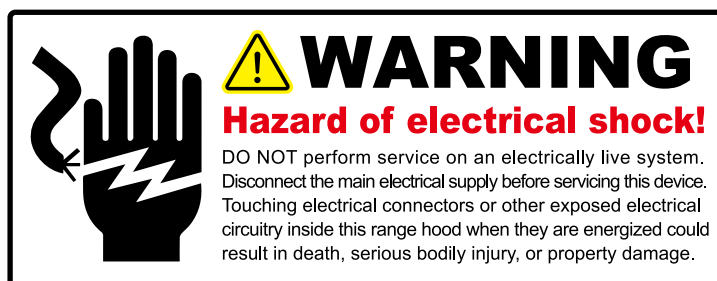 WARNING
Hazard of electrical shock!
DO NOT perform service on an electrically live system.
Disconnect the main electrical supply before servicing this device.
Touching electrical connectors or other exposed electrical
circuitry inside this range hood when they are energized could
result in death, serious bodily injury, or property damage.